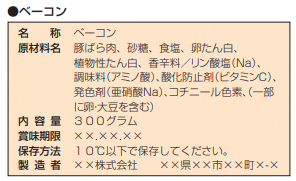 ●ベーコン
名称 ベーコン
原材料名 豚ばら肉、砂糖、食塩、卵たん白、
植物性たん白、香辛料／リン酸塩(Na)、
調味料(アミノ酸)、酸化防止剤(ビタミンC)、
発色剤(亜硝酸Na)、コチニール色素、(一部
に卵・大豆を含む)
内容量 300グラム
賞味期限 ××.××.××
保存方法 10℃以下で保存してください。
製造者 ××株式会社 ××県××市××町×-×